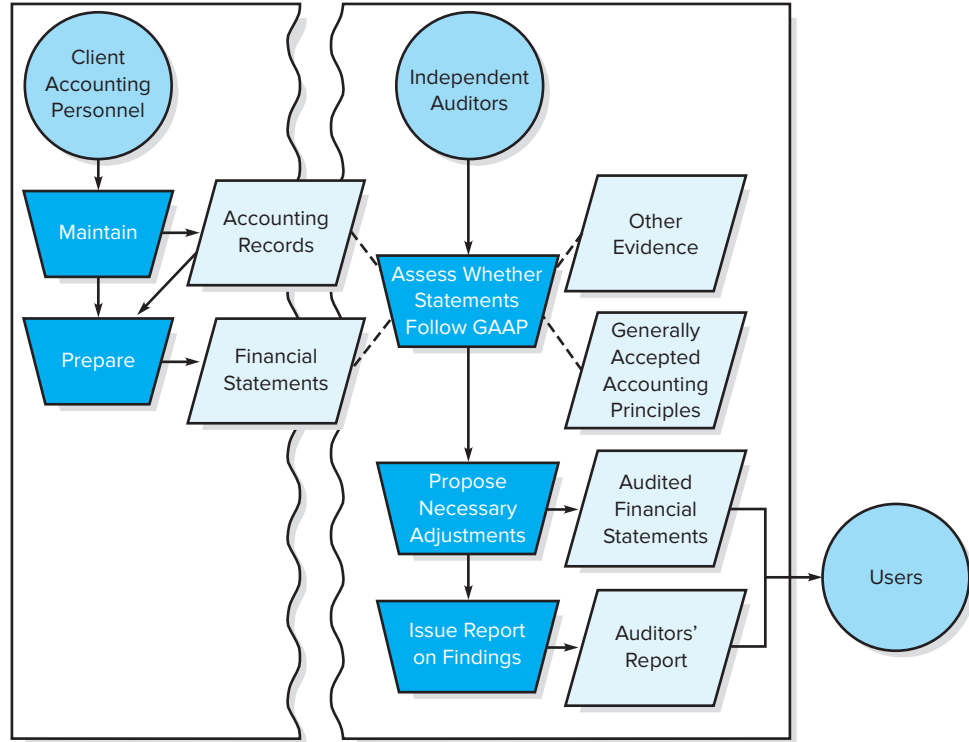 Client
Accounting
Personnel
Maintain
Accounting
Records
Prepare
Financial
Statements
Independent
Auditors
Assess Whether
Statements
Follow GAAP
Other
Evidence
Generally
Accepted
Accounting
Principles
Propose
Necessary
Adjustments
Audited
Financial
Statements
Issue Report
on Findings
Auditors’
Report
Users